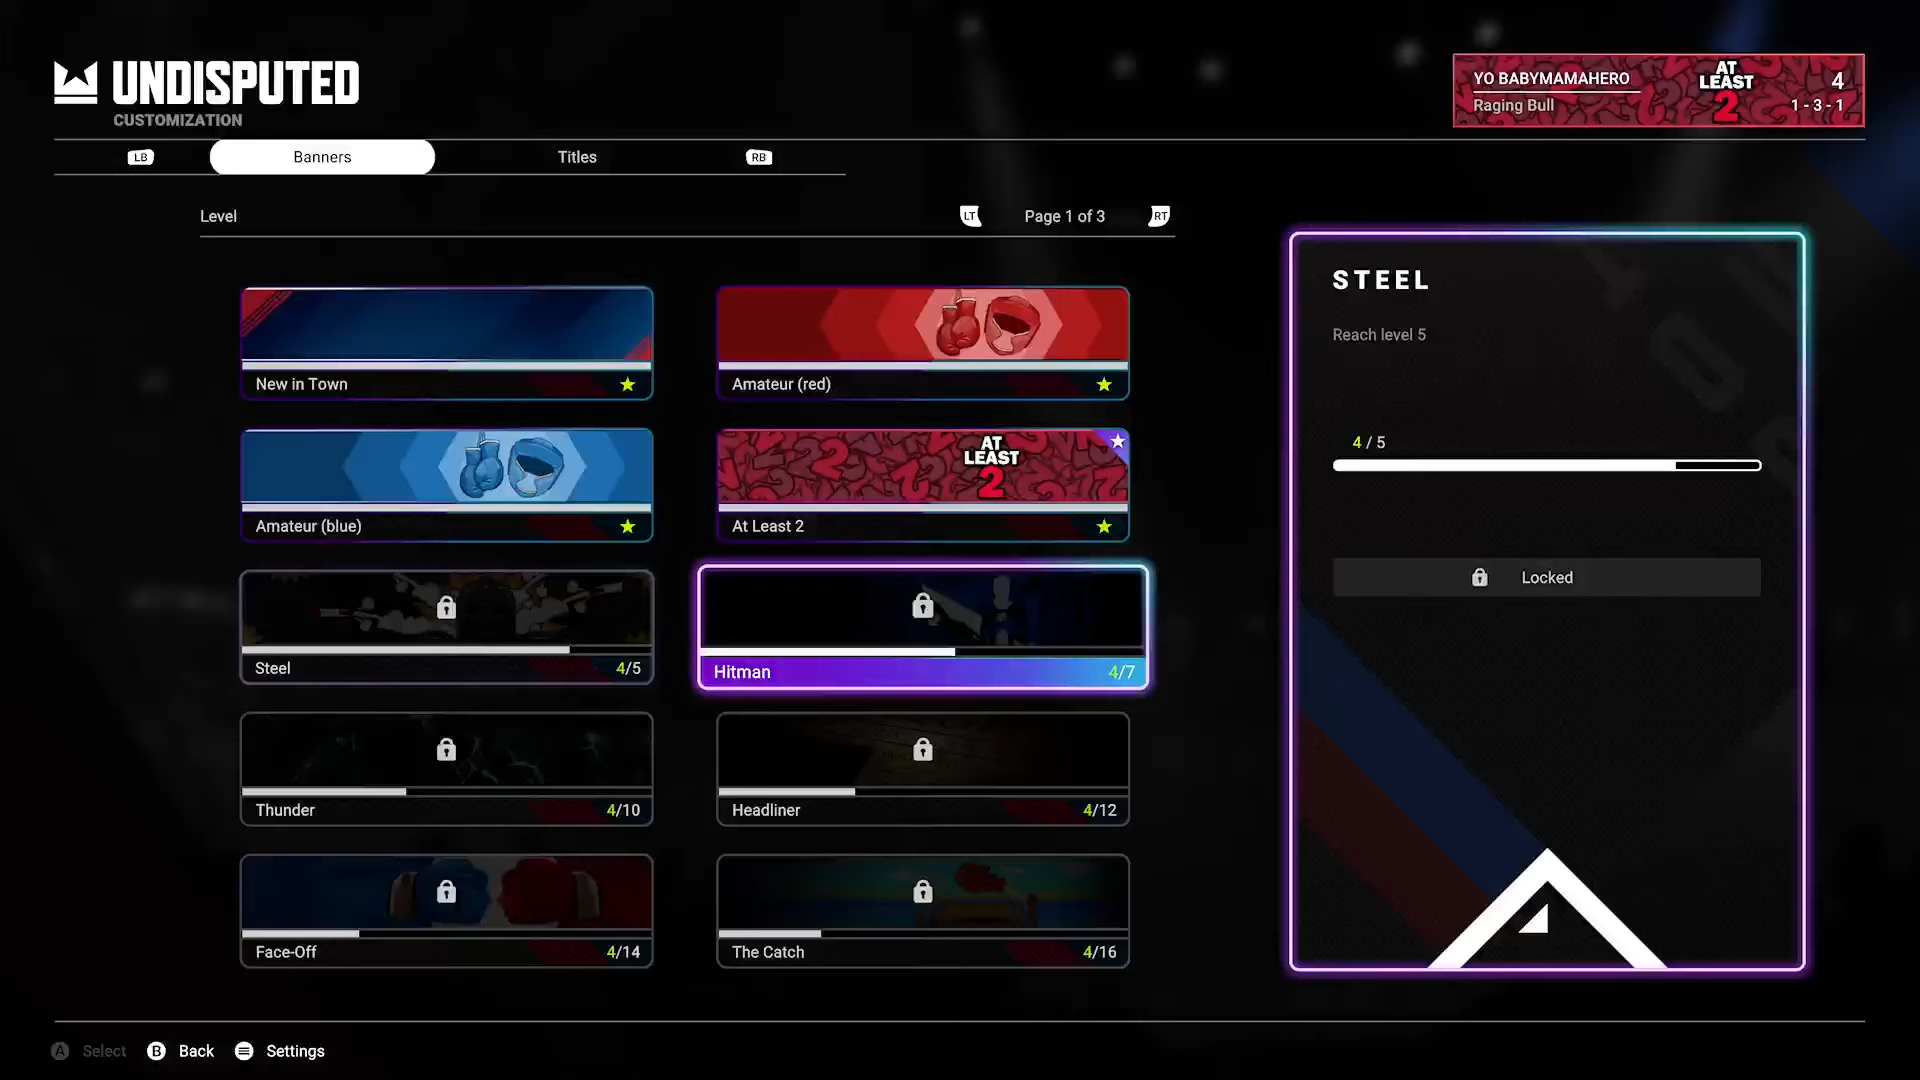 UNDISPUTED
CUSTOMIZATION
YO BABYMAMAHERO
Raging Bull
AT
LEAST
2
4
1 - 3 - 1
LB
Banners
Titles
RB
Level
LT
Page 1 of 3
RT
New in Town
Amateur (red)
Amateur (blue)
AT
LEAST
2
At Least 2
Steel
4/5
Hitman
4/7
Thunder
4/10
Headliner
4/12
Face-Off
4/14
The Catch
4/16
STEEL
Reach level 5
4 / 5
Locked
A Select
B Back
Settings